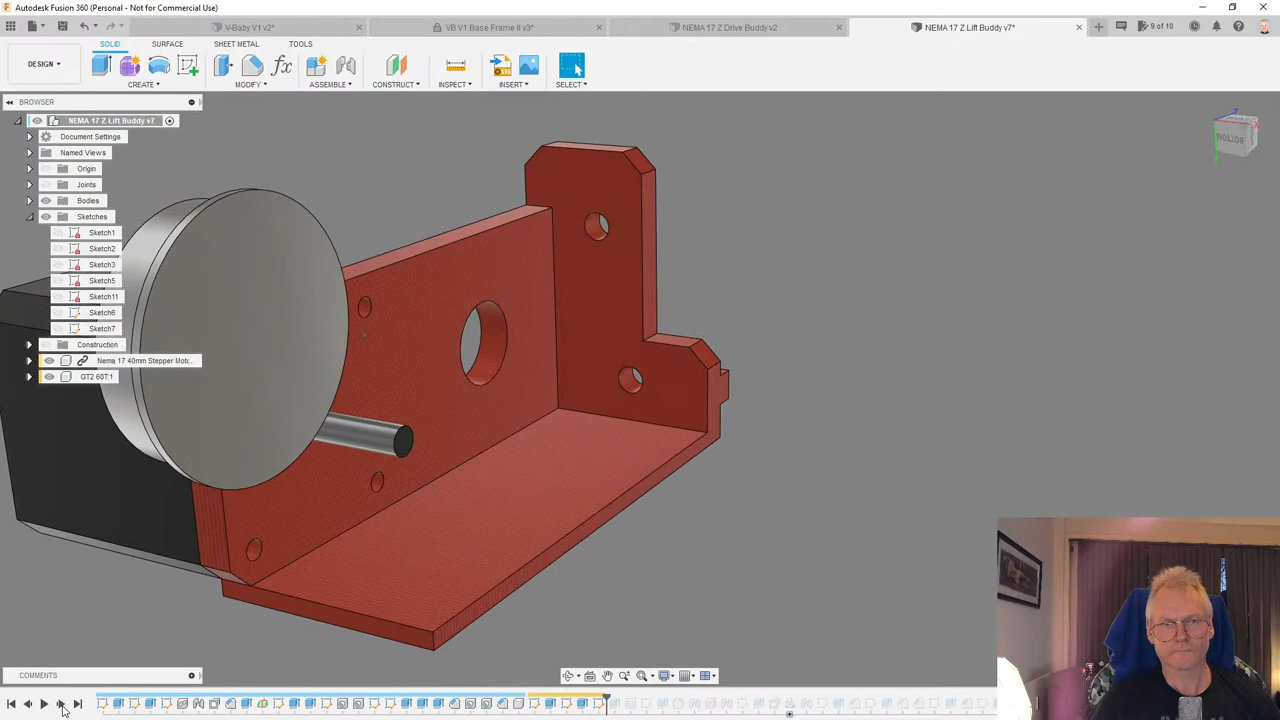 Autodesk Fusion 360 (Personal - Not for Commercial Use)
V-Baby V1 v2*
VB V1 Base Frame II v3*
NEMA 17 Z Drive Buddy v2
NEMA 17 Z Lift Buddy v7*
9 of 10
SOLID
SURFACE
SHEET METAL
TOOLS
DESIGN
CREATE
MODIFY
ASSEMBLE
CONSTRUCT
INSPECT
INSERT
SELECT
BROWSER
NEMA 17 Z Lift Buddy v7
Document Settings
Named Views
Origin
Joints
Bodies
Sketches
Sketch1
Sketch2
Sketch3
Sketch5
Sketch11
Sketch6
Sketch7
Construction
Nema 17 40mm Stepper Moto...
GT2 60T:1
BOTTOM
Z
X
COMMENTS